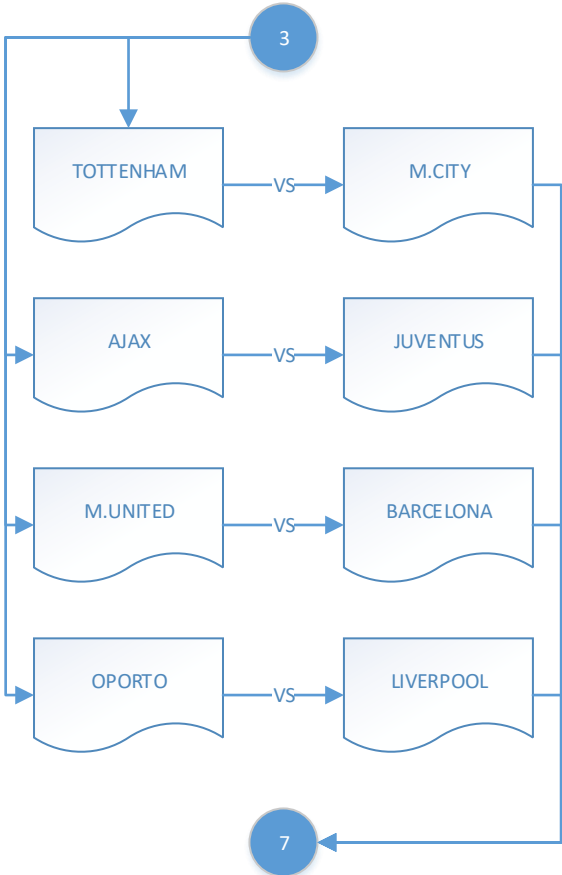 3
TOTTENHAM VS M.CITY
AJAX VS JUVENTUS
M.UNITED VS BARCELONA
OPORTO VS LIVERPOOL
7